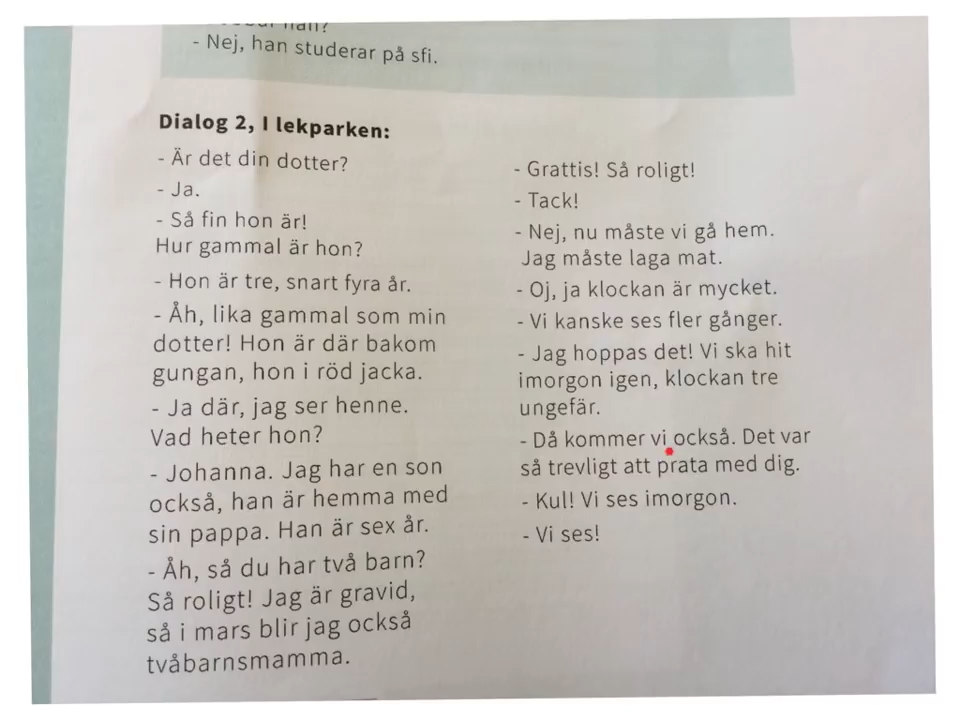 han?
- Nej, han studerar på sfi.
Dialog 2, I lekparken:
- Är det din dotter?
- Ja.
- Så fin hon är!
Hur gammal är hon?
- Hon är tre, snart fyra år.
- Åh, lika gammal som min
dotter! Hon är där bakom
gungan, hon i röd jacka.
- Ja där, jag ser henne.
Vad heter hon?
- Johanna. Jag har en son
också, han är hemma med
sin pappa. Han är sex år.
- Åh, så du har två barn?
Så roligt! Jag är gravid,
så i mars blir jag också
tvåbarnsmamma.
- Grattis! Så roligt!
- Tack!
- Nej, nu måste vi gå hem.
Jag måste laga mat.
- Oj, ja klockan är mycket.
- Vi kanske ses fler gånger.
- Jag hoppas det! Vi ska hit
imorgon igen, klockan tre
ungefär.
- Då kommer vi också. Det var
så trevligt att prata med dig.
- Kul! Vi ses imorgon.
- Vi ses!